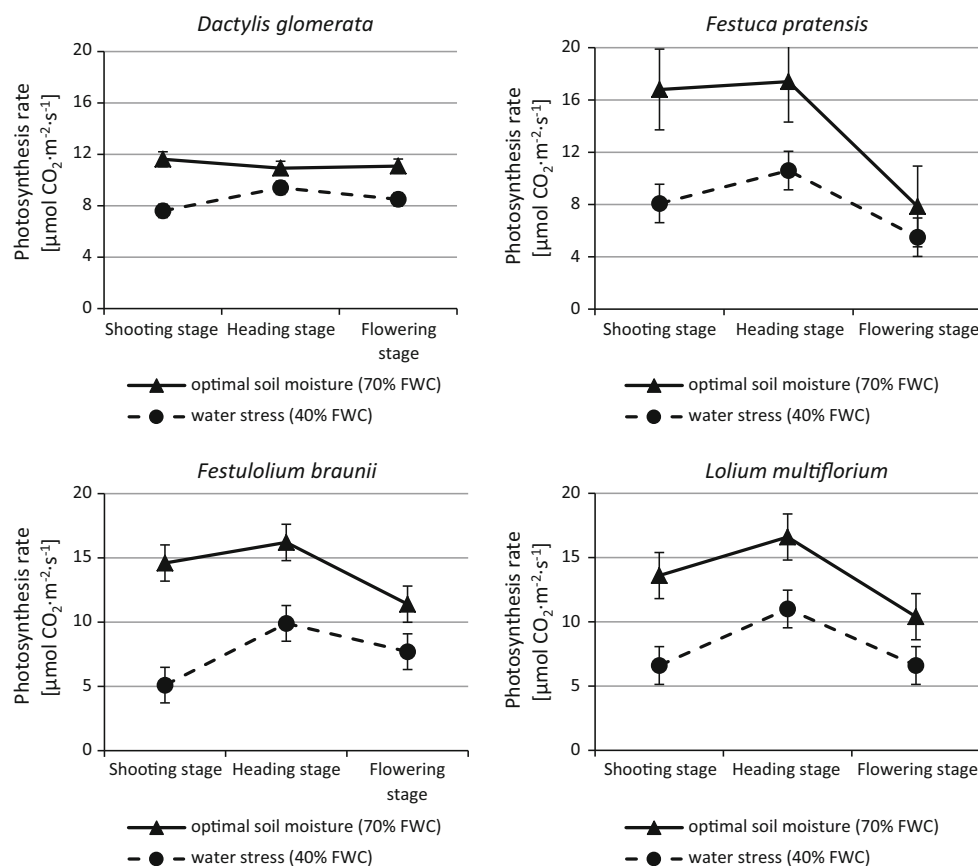 Dactylis glomerata
Photosynthesis rate
[µmol CO₂·m⁻²·s⁻¹]
20
16
12
8
4
0
Shooting stage
Heading stage
Flowering
stage
optimal soil moisture (70% FWC)
water stress (40% FWC)
Festuca pratensis
Photosynthesis rate
[µmol CO₂·m⁻²·s⁻¹]
20
16
12
8
4
0
Shooting stage
Heading stage
Flowering stage
optimal soil moisture (70% FWC)
water stress (40% FWC)
Festulolium braunii
Photosynthesis rate
[µmol CO₂·m⁻²·s⁻¹]
20
15
10
5
0
Shooting stage
Heading stage
Flowering
stage
optimal soil moisture (70% FWC)
water stress (40% FWC)
Lolium multiflorium
Photosynthesis rate
[µmol CO₂·m⁻²·s⁻¹]
20
15
10
5
0
Shooting stage
Heading stage
Flowering stage
optimal soil moisture (70% FWC)
water stress (40% FWC)